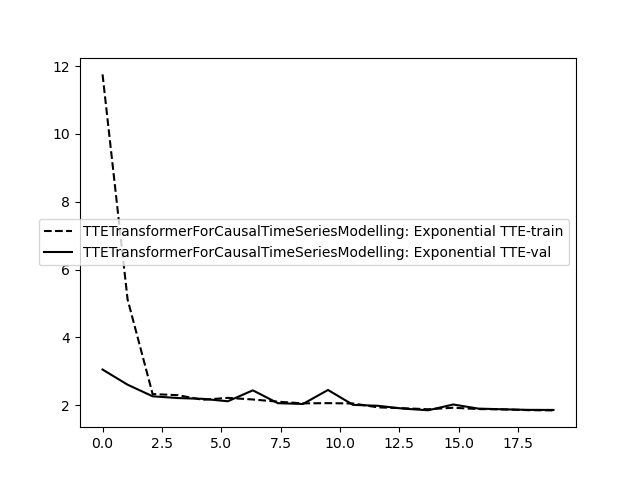 12
10
8
TTETransformerForCausalTimeSeriesModelling: Exponential TTE-train
TTETransformerForCausalTimeSeriesModelling: Exponential TTE-val
6
4
2
0.0 2.5 5.0 7.5 10.0 12.5 15.0 17.5